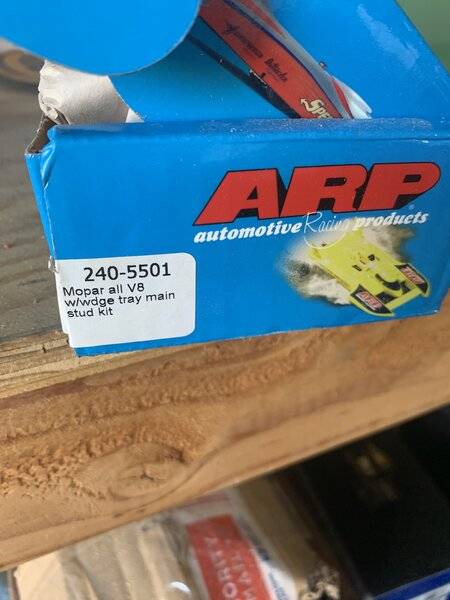 ARP
automotive Racing products
240-5501
Mopar all V8
w/wdge tray main
stud kit